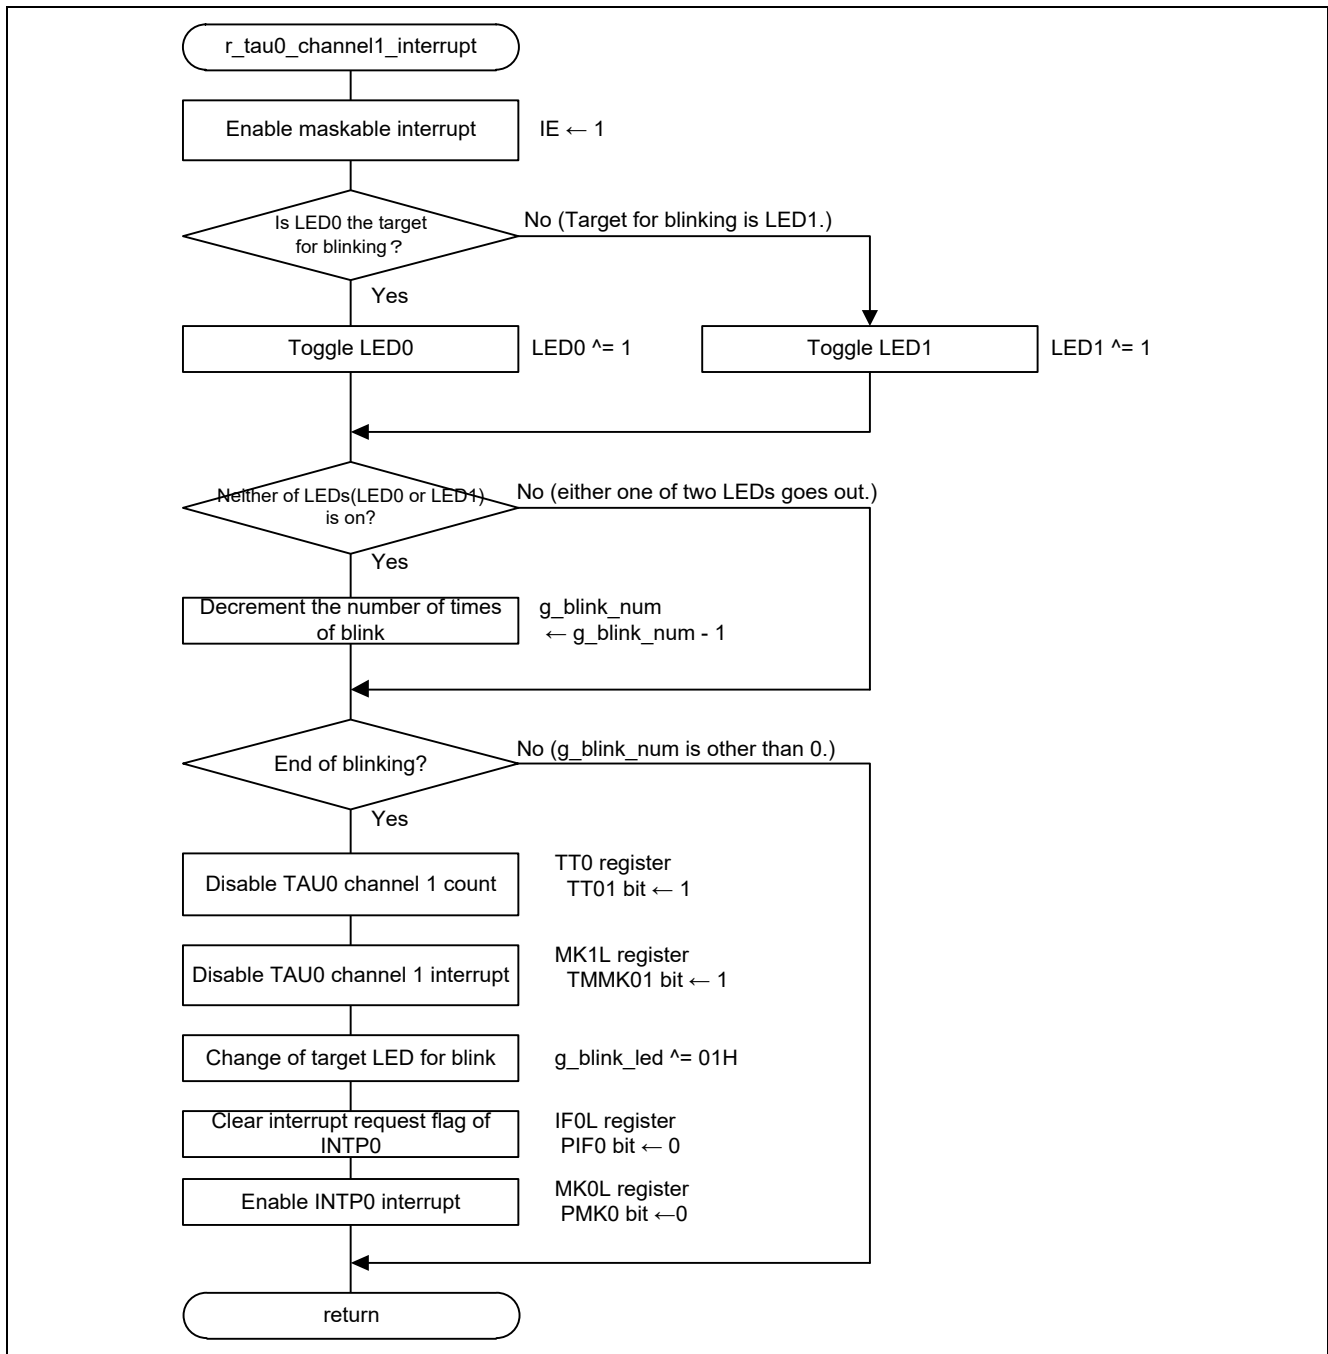 r_tau0_channel1_interrupt
Enable maskable interrupt
IE ← 1
Is LED0 the target
for blinking？
No (Target for blinking is LED1.)
Yes
Toggle LED0
LED0 ^= 1
Toggle LED1
LED1 ^= 1
Neither of LEDs(LED0 or LED1)
is on?
No (either one of two LEDs goes out.)
Yes
Decrement the number of times
of blink
g_blink_num
← g_blink_num - 1
End of blinking?
No (g_blink_num is other than 0.)
Yes
Disable TAU0 channel 1 count
TT0 register
TT01 bit ← 1
Disable TAU0 channel 1 interrupt
MK1L register
TMMK01 bit ← 1
Change of target LED for blink
g_blink_led ^= 01H
Clear interrupt request flag of
INTP0
IF0L register
PIF0 bit ← 0
Enable INTP0 interrupt
MK0L register
PMK0 bit ←0
return